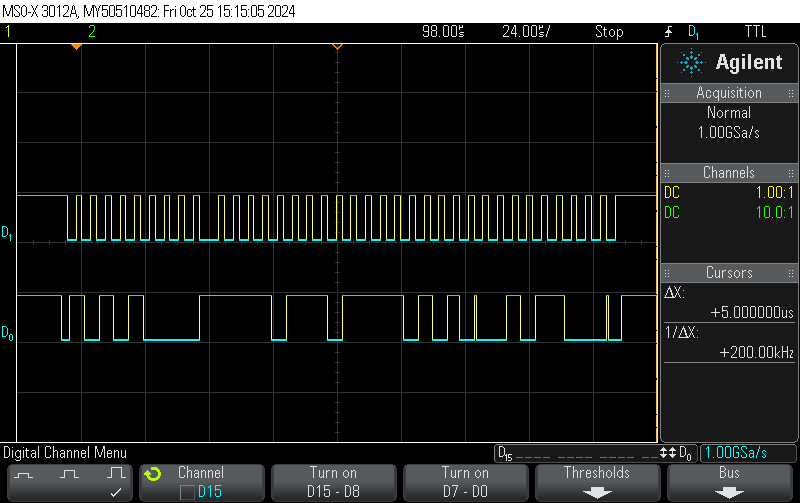 MSO-X 3012A, MY50510482: Fri Oct 25 15:15:05 2024
1 2 98.00us 24.00us/ Stop D1 TTL
Agilent
Acquisition
Normal
1.00GSa/s
Channels
DC 1.00:1
DC 10.0:1
D1
Cursors
ΔX:
+5.000000us
1/ΔX:
D0
+200.00kHz
Digital Channel Menu
D15 D0 1.00GSa/s
Channel
D15
Turn on
D15 - D8
Turn on
D7 - D0
Thresholds
Bus